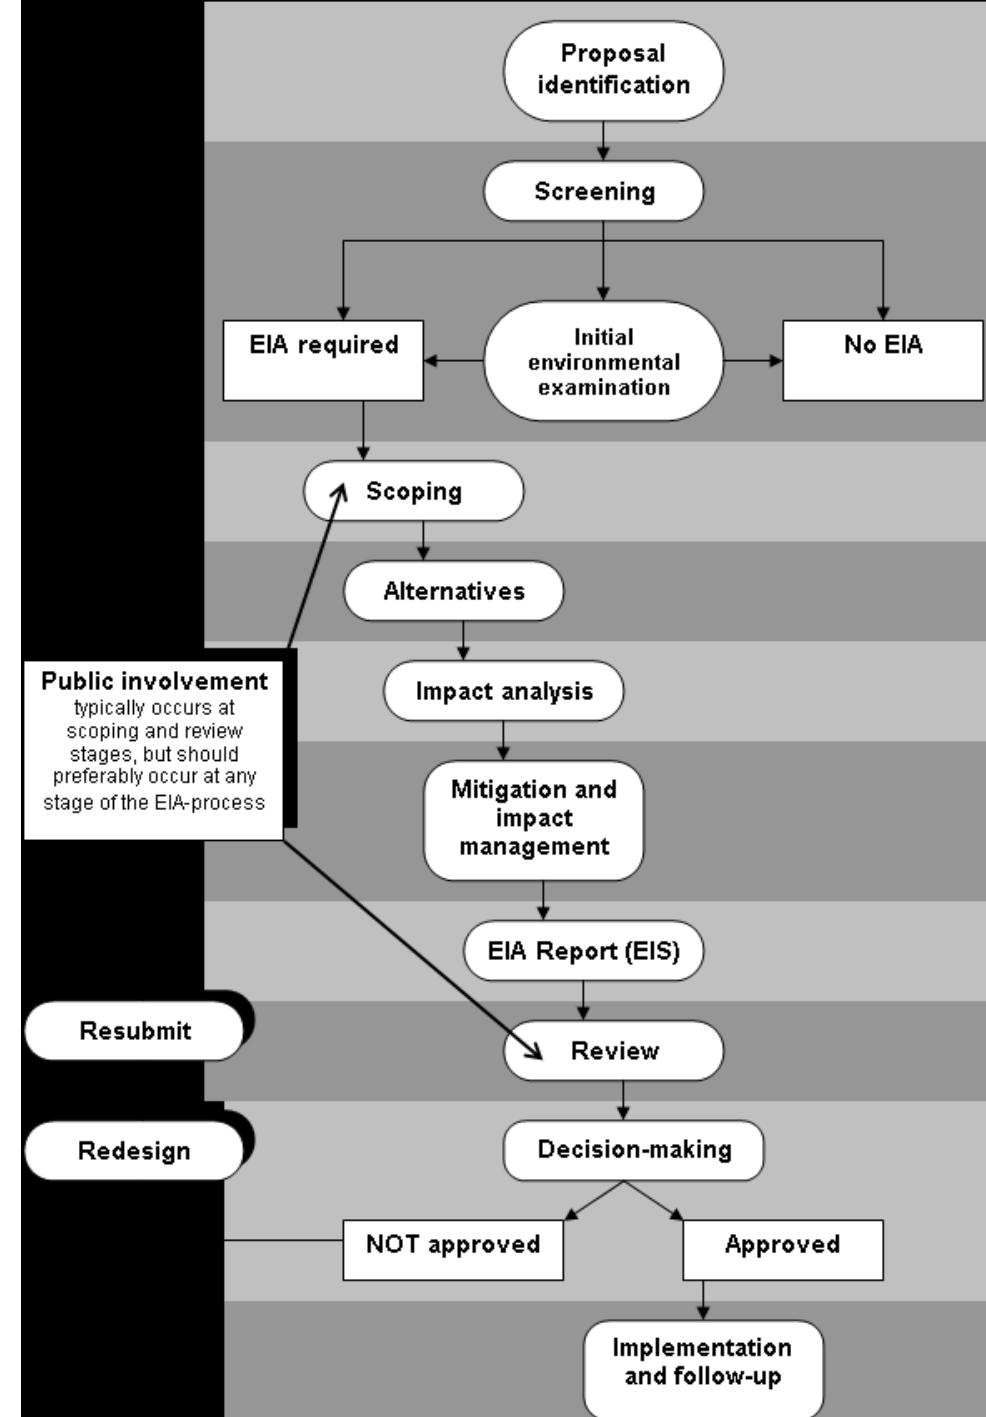 Proposal
identification
Screening
EIA required
Initial
environmental
examination
No EIA
Scoping
Alternatives
Impact analysis
Public involvement
typically occurs at
scoping and review
stages, but should
preferably occur at any
stage of the EIA-process
Mitigation and
impact
management
EIA Report (EIS)
Resubmit
Review
Redesign
Decision-making
NOT approved
Approved
Implementation
and follow-up